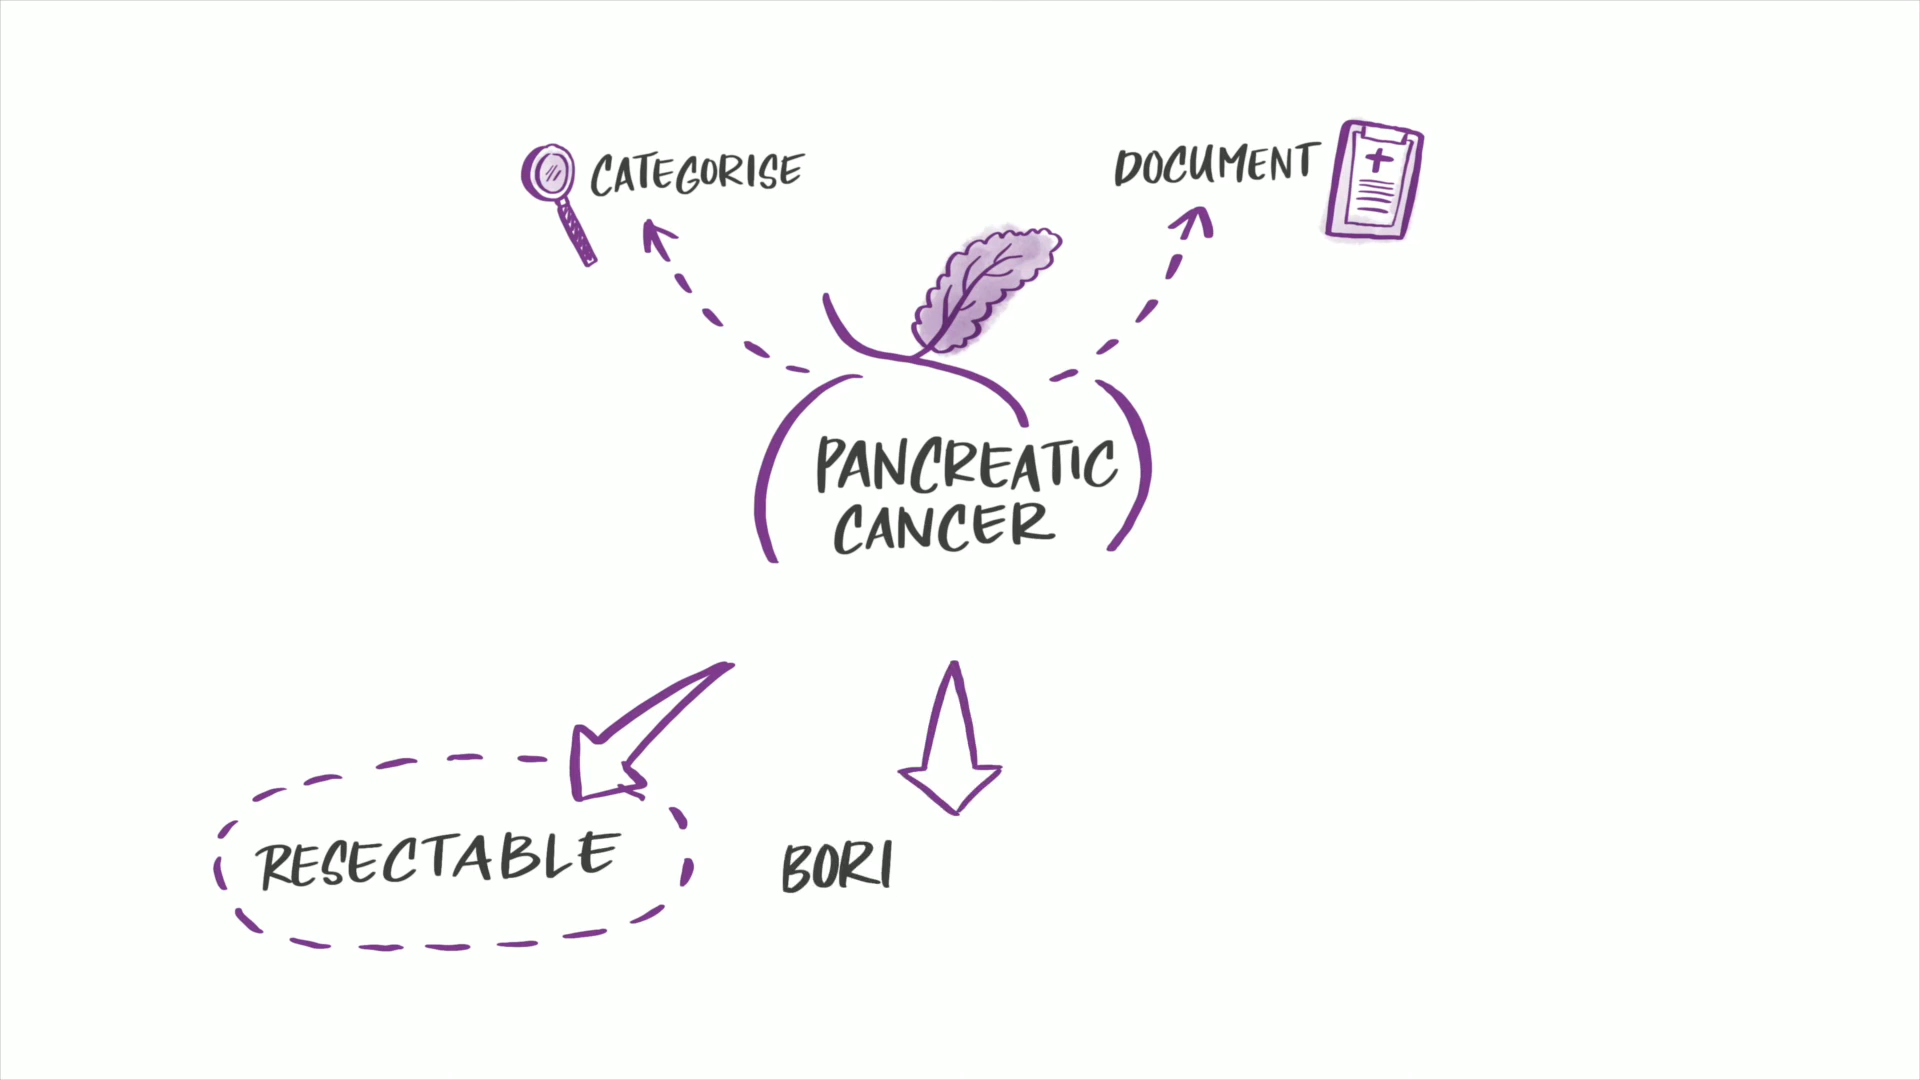 CATEGORISE
DOCUMENT
PANCREATIC
CANCER
RESECTABLE
BORI